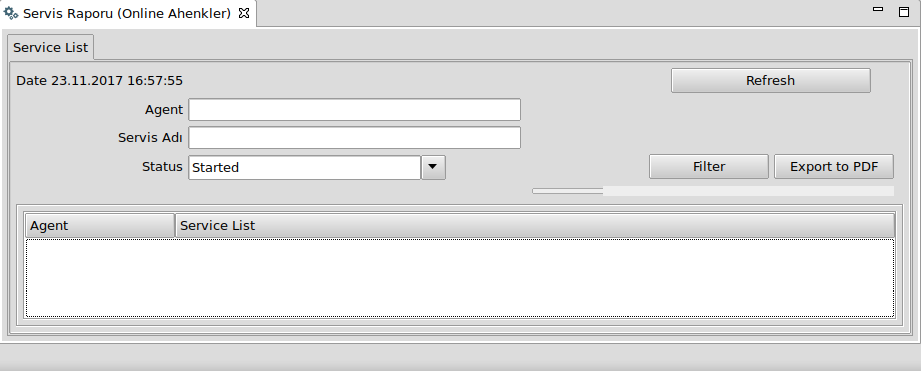 Servis Raporu (Online Ahenkler)
Service List
Date 23.11.2017 16:57:55
Refresh
Agent
Servis Adı
Status Started
Filter Export to PDF
Agent Service List